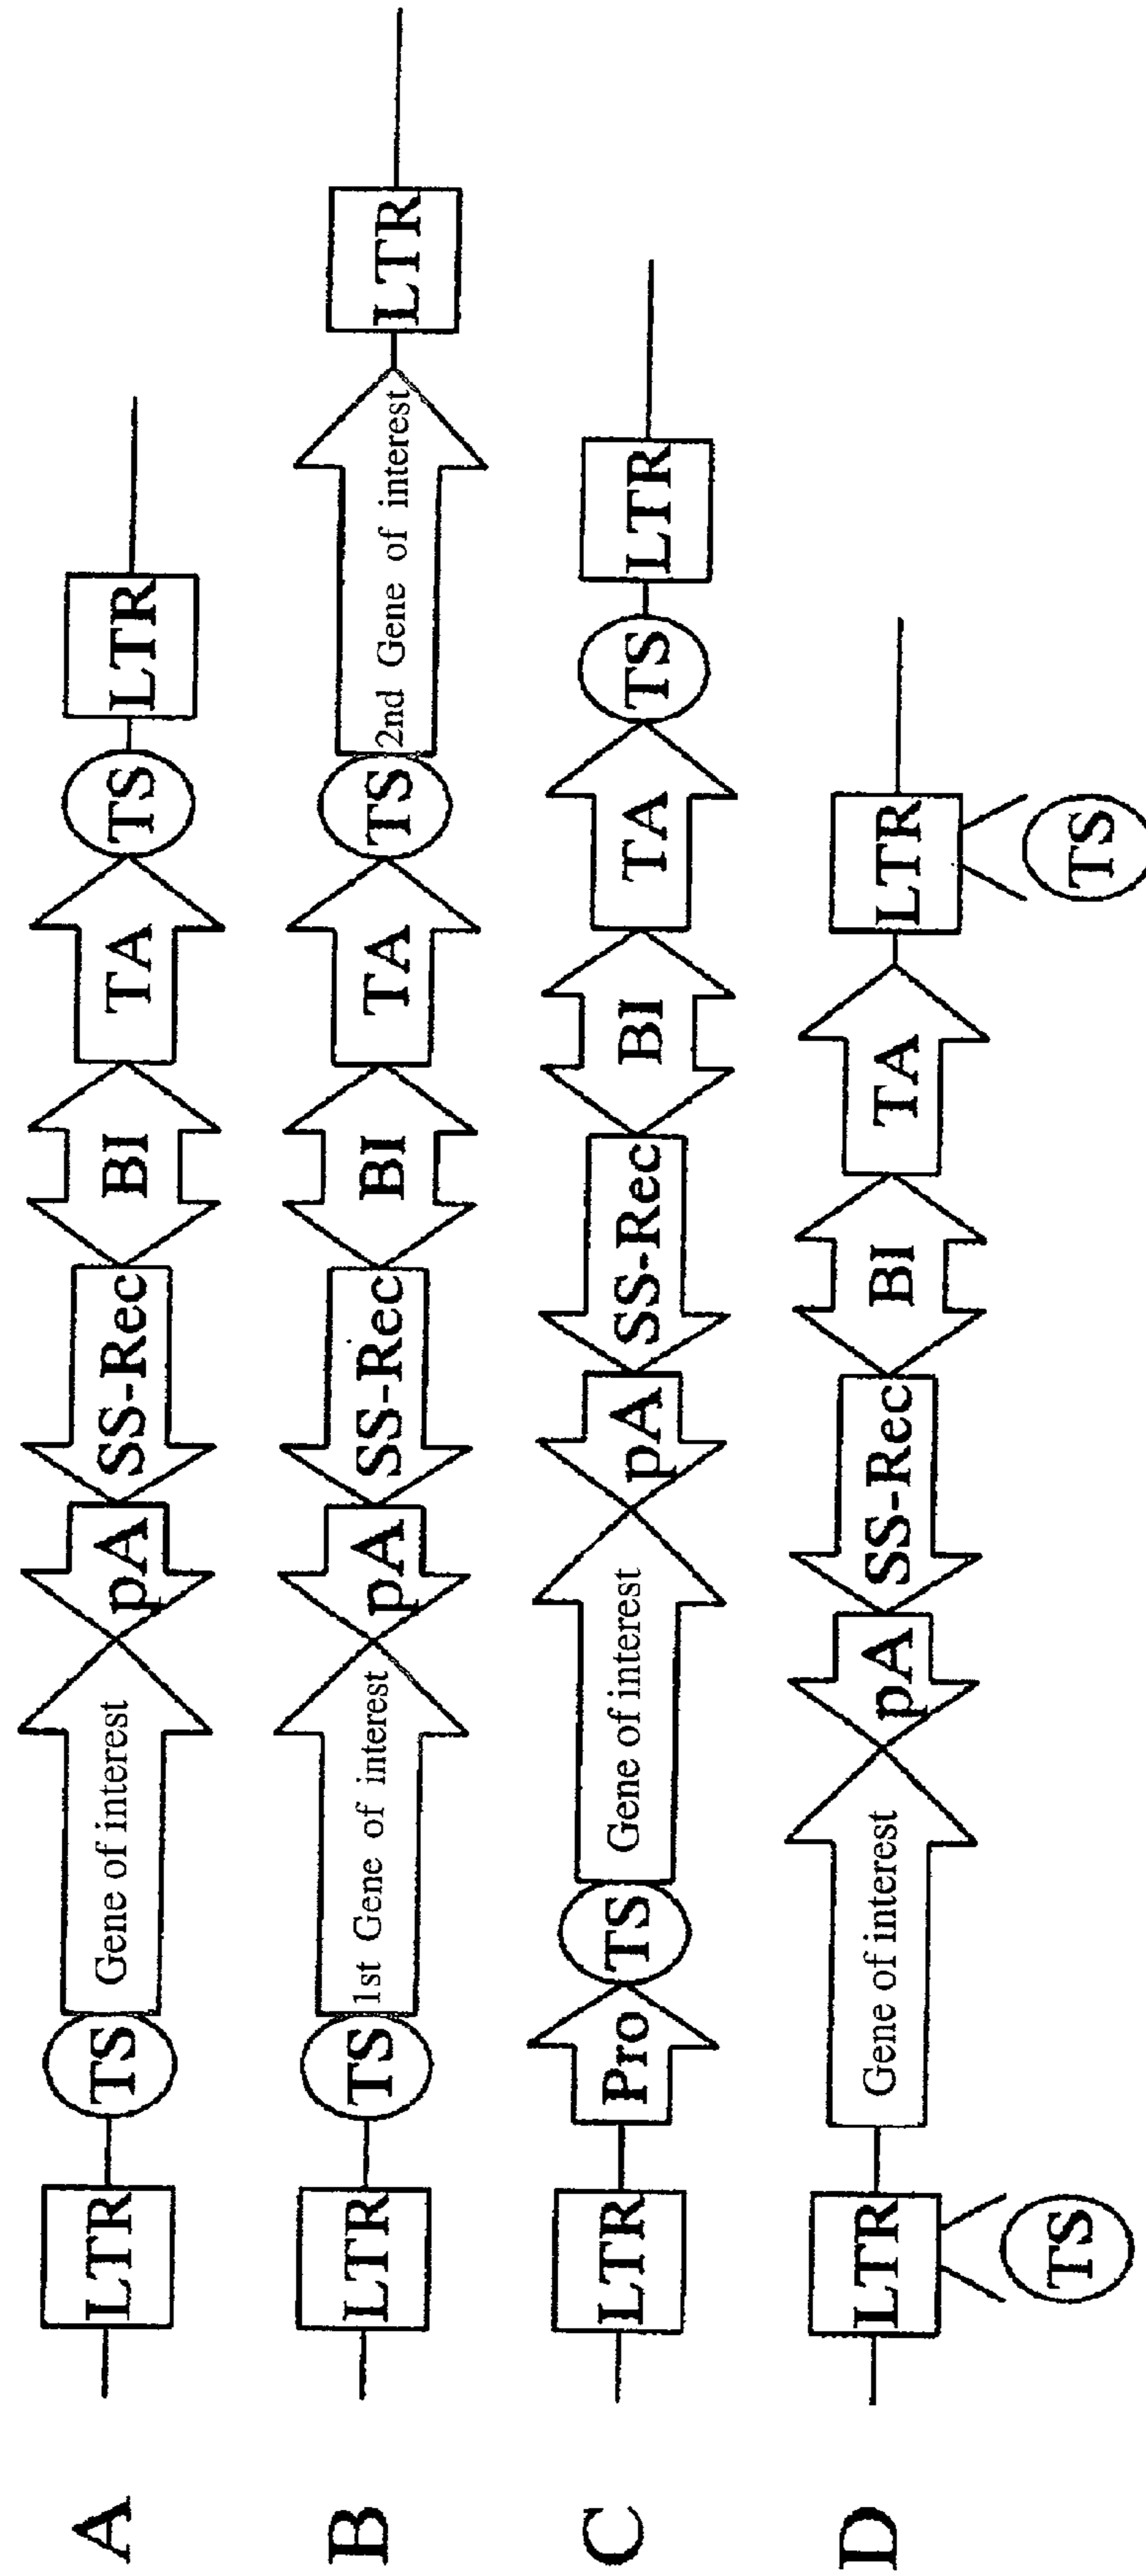 A LTR TS Gene of interest pA SS-Rec BI TA TS LTR
B LTR TS 1st Gene of interest pA SS-Rec BI TA TS 2nd Gene of interest LTR
C LTR Pro TS Gene of interest pA SS-Rec BI TA TS LTR
D LTR Gene of interest pA SS-Rec BI TA LTR
TS TS